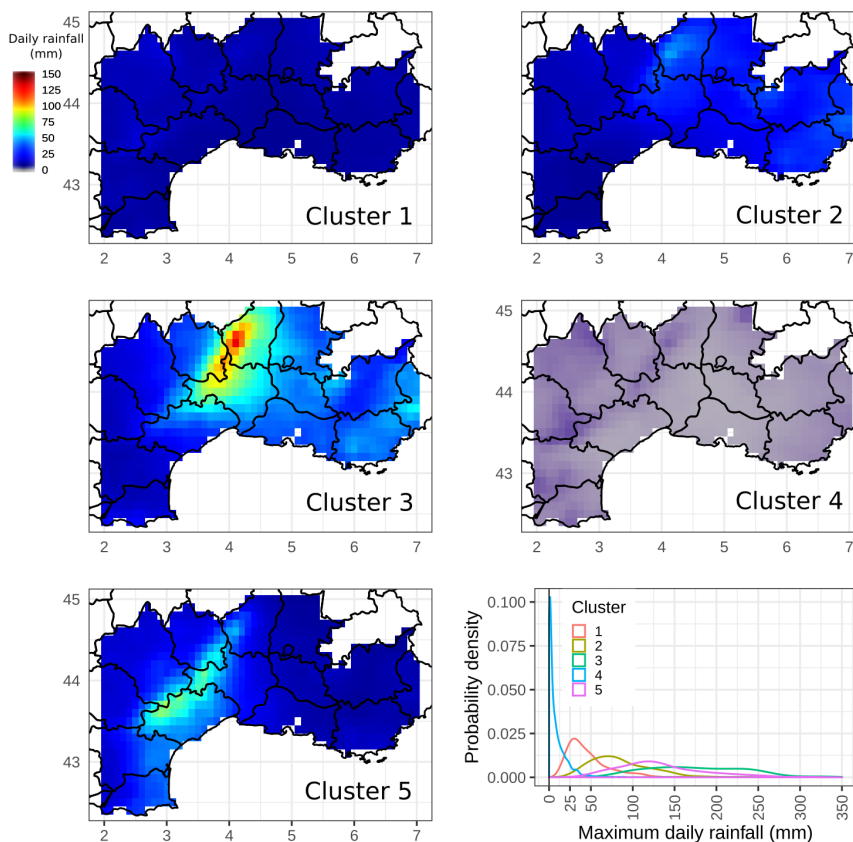 Daily rainfall
(mm)
150
125
100
75
50
25
0
45
44
43
Cluster 1
2 3 4 5 6 7
Cluster 2
2 3 4 5 6 7
45
44
43
Cluster 3
2 3 4 5 6 7
45
44
43
Cluster 4
2 3 4 5 6 7
45
44
43
Cluster 5
2 3 4 5 6 7
Probability density
0.100
0.075
0.050
0.025
0.000
Cluster
1
2
3
4
5
0 25 50 100 150 200 250 300 350
Maximum daily rainfall (mm)